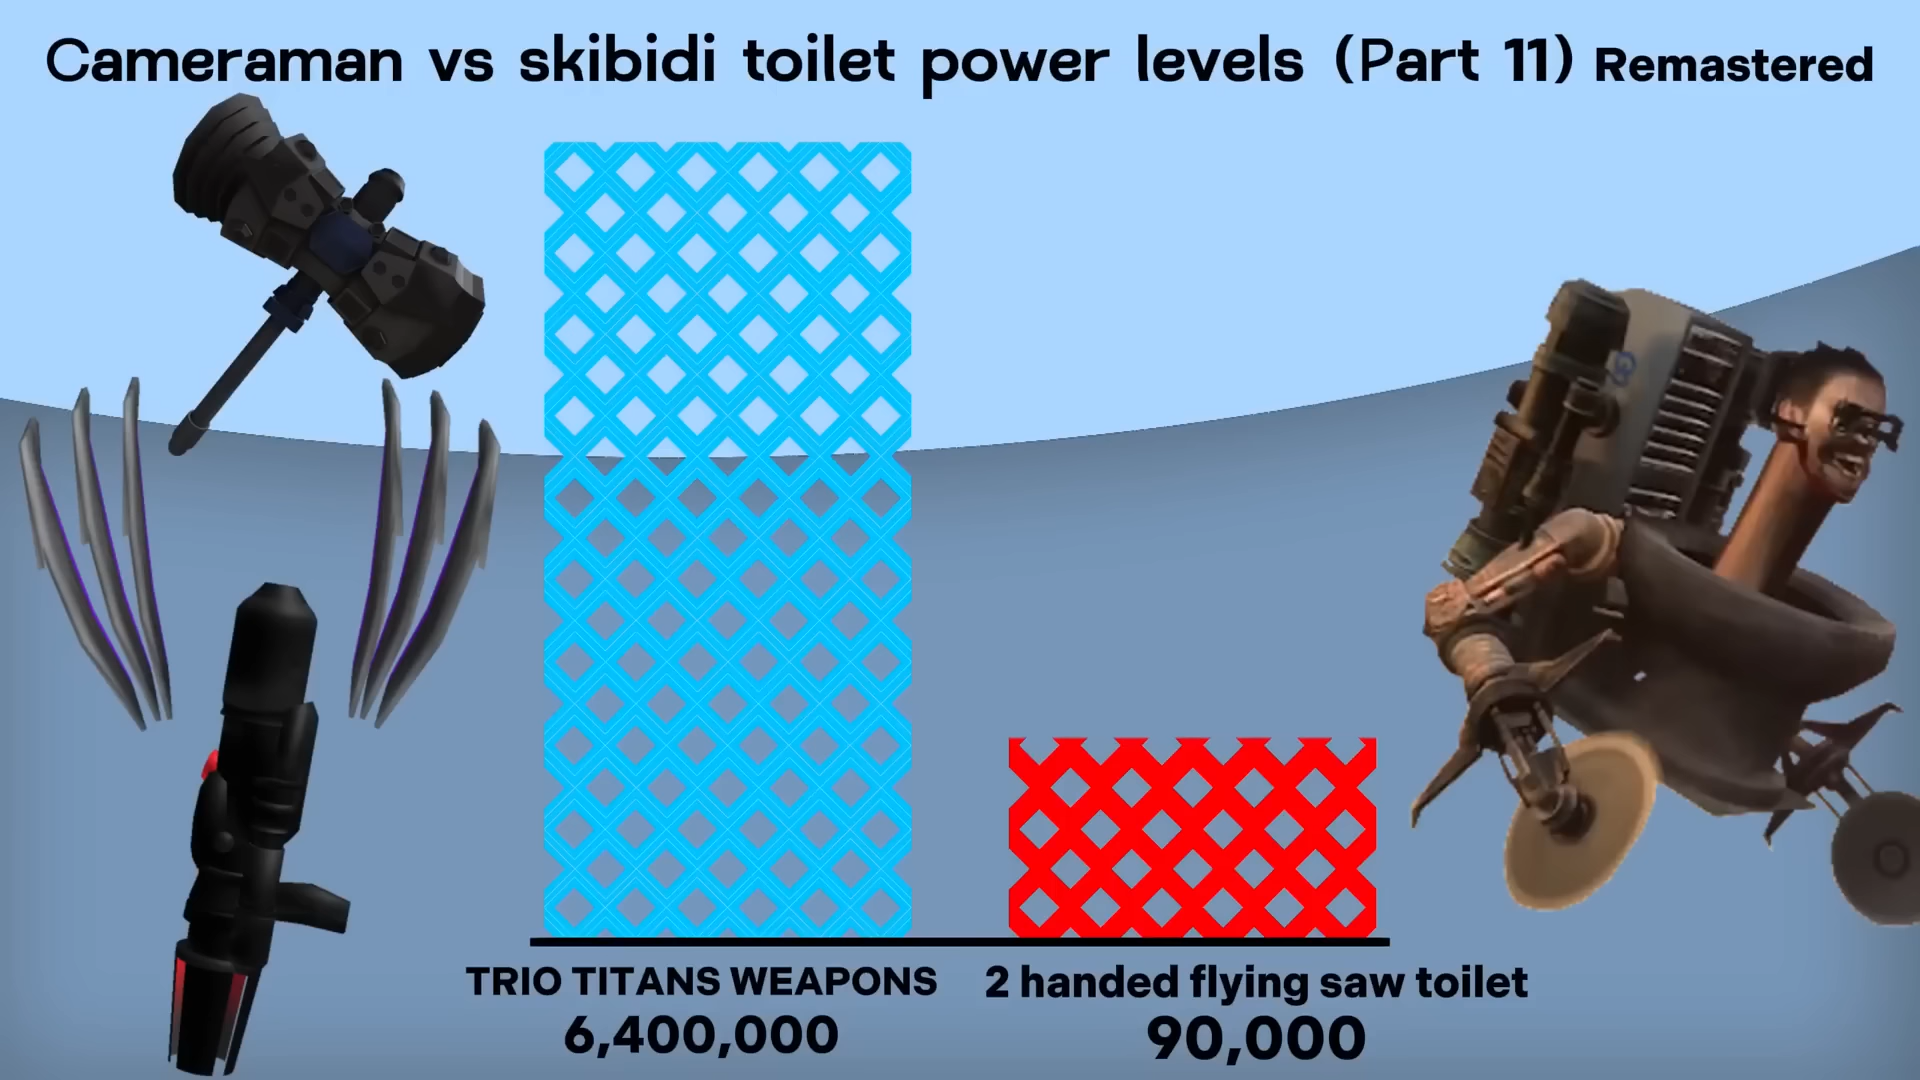 Cameraman vs skibidi toilet power levels (Part 11) Remastered
TRIO TITANS WEAPONS
6,400,000
2 handed flying saw toilet
90,000